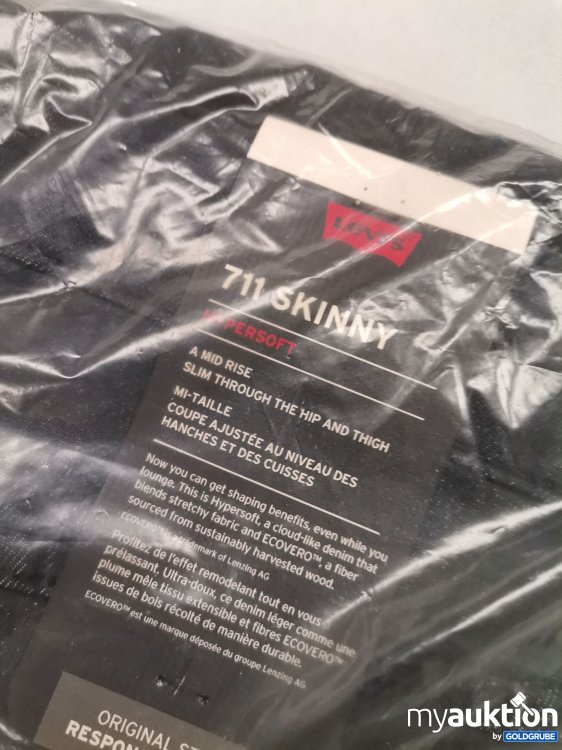 LEVI'S
711 SKINNY
HYPERSOFT
A MID RISE
SLIM THROUGH THE HIP AND THIGH
MI-TAILLE
COUPE AJUSTÉE AU NIVEAU DES
HANCHES ET DES CUISSES
Now you can get shaping benefits, even while you
lounge. This is Hypersoft, a cloud-like denim that
blends stretchy fabric and ECOVERO™, a fiber
sourced from sustainably harvested wood.
ECOVERO™ is a trademark of Lenzing AG
Profitez de l'effet remodelant tout en vous
prélassant. Ultra-doux, ce denim léger comme une
plume mêle tissu extensible et fibres ECOVERO™
issues de bois récolté de manière durable.
ECOVERO™ est une marque déposée du groupe Lenzing AG
ORIGINAL
myauktion
by GOLDGRUBE